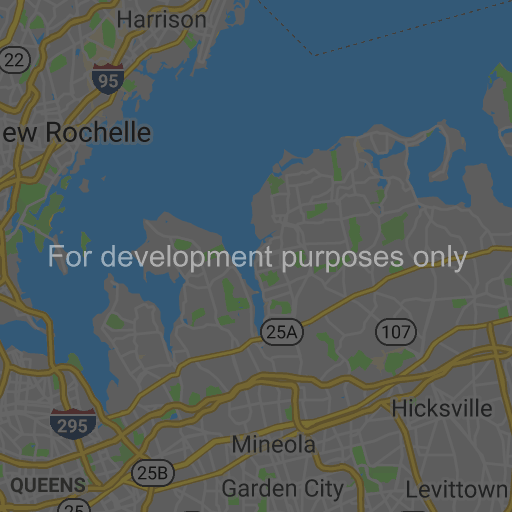 Harrison
22
95
ew Rochelle
For development purposes only
25A
107
295
Hicksville
Mineola
25B
QUEENS
Garden City
Levittown
25